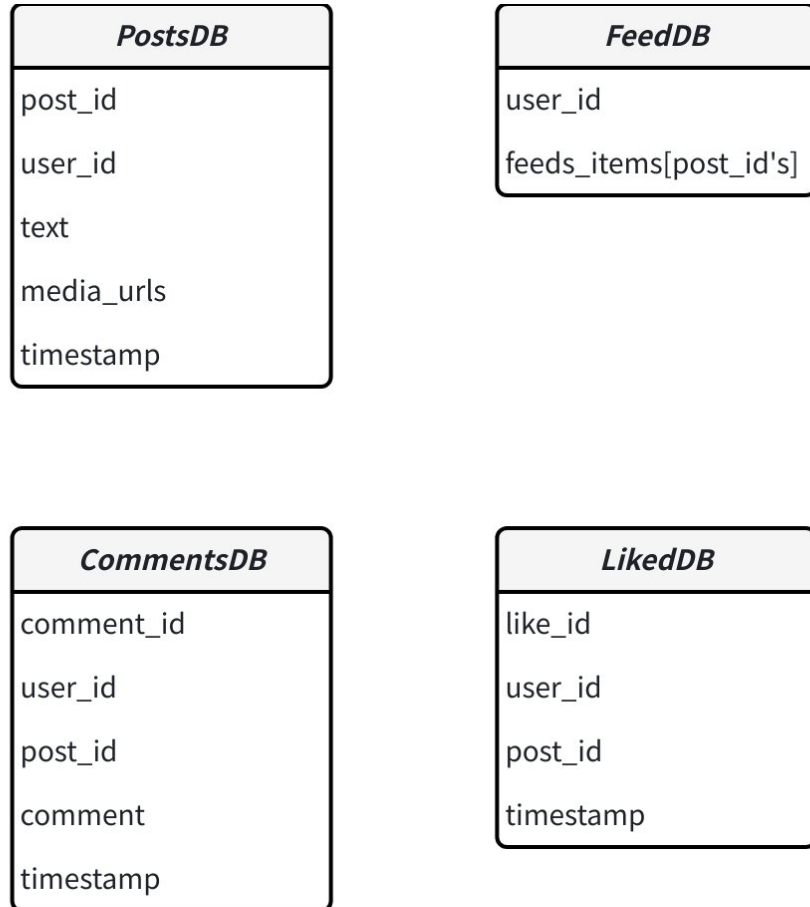 PostsDB
post_id
user_id
text
media_urls
timestamp
FeedDB
user_id
feeds_items[post_id's]
CommentsDB
comment_id
user_id
post_id
comment
timestamp
LikedDB
like_id
user_id
post_id
timestamp